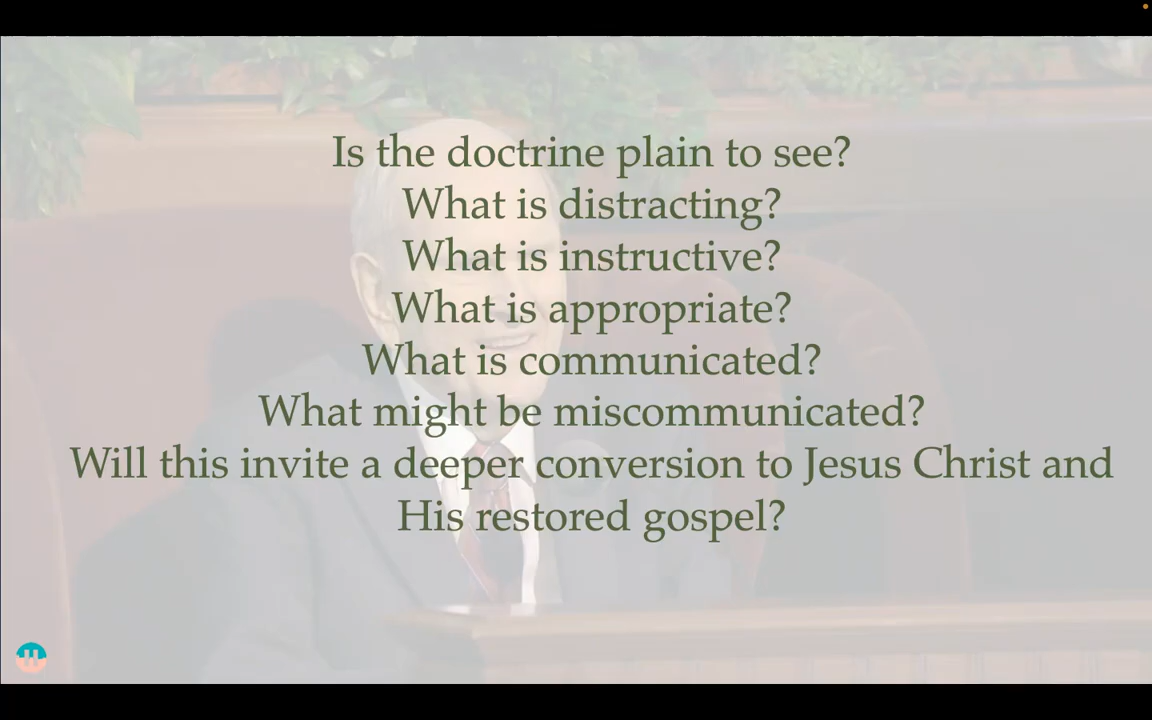 Is the doctrine plain to see?
What is distracting?
What is instructive?
What is appropriate?
What is communicated?
What might be miscommunicated?
Will this invite a deeper conversion to Jesus Christ and
His restored gospel?